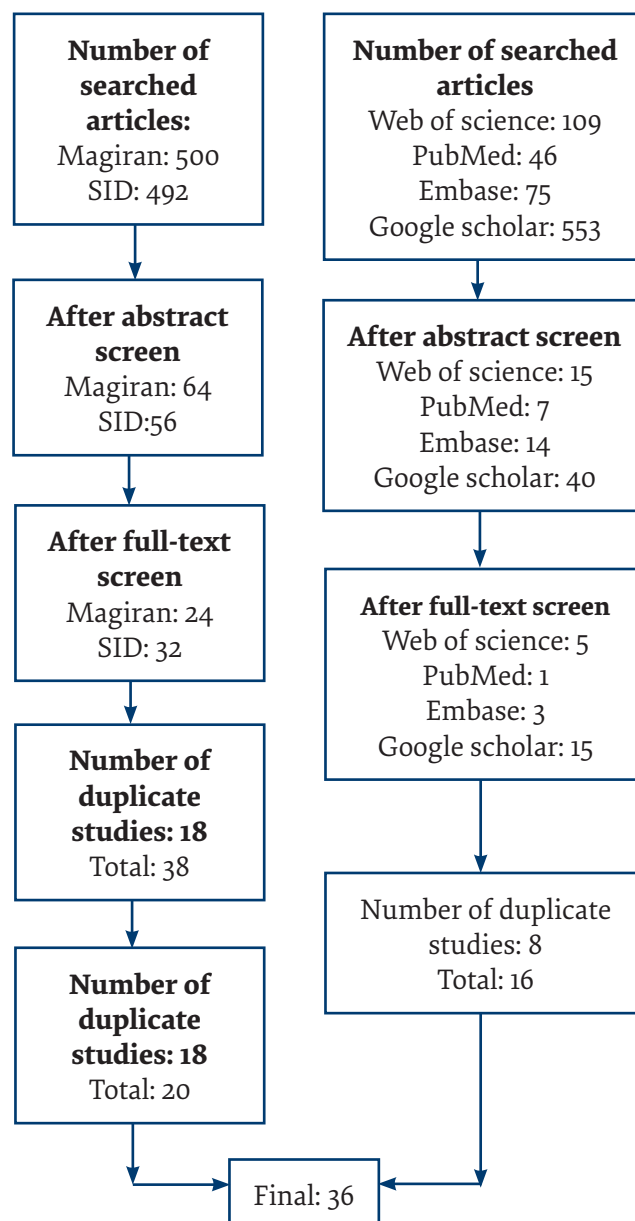 Number of
searched
articles:
Magiran: 500
SID: 492
After abstract
screen
Magiran: 64
SID:56
After full-text
screen
Magiran: 24
SID: 32
Number of
duplicate
studies: 18
Total: 38
Number of
duplicate
studies: 18
Total: 20
Number of searched
articles
Web of science: 109
PubMed: 46
Embase: 75
Google scholar: 553
After abstract screen
Web of science: 15
PubMed: 7
Embase: 14
Google scholar: 40
After full-text screen
Web of science: 5
PubMed: 1
Embase: 3
Google scholar: 15
Number of duplicate
studies: 8
Total: 16
Final: 36